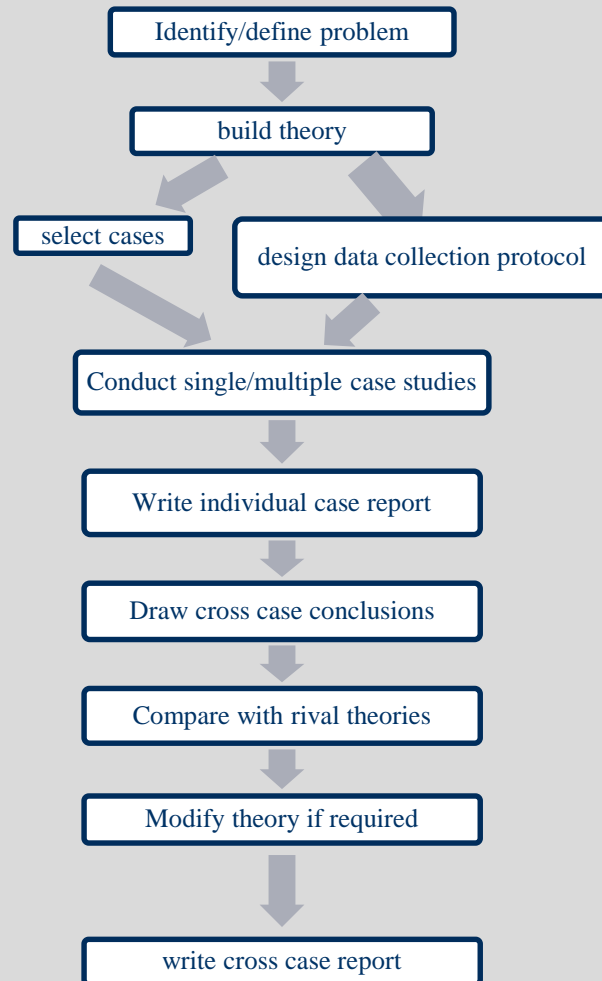 Identify/define problem
build theory
select cases
design data collection protocol
Conduct single/multiple case studies
Write individual case report
Draw cross case conclusions
Compare with rival theories
Modify theory if required
write cross case report